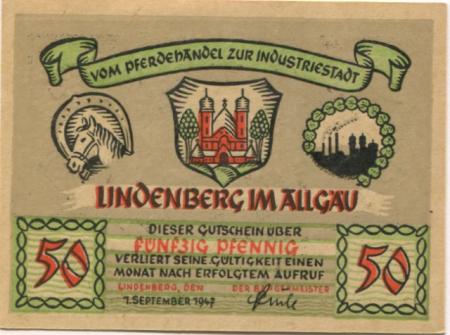 VOM PFERDEHANDEL ZUR INDUSTRIESTADT
LINDENBERG IM ALLGÄU
50
DIESER GUTSCHEIN ÜBER
FÜNFZIG PFENNIG
VERLIERT SEINE GÜLTIGKEIT EINEN
MONAT NACH ERFOLGTEM AUFRUF
50
LINDENBERG, DEN DER BÜRGERMEISTER
1. SEPTEMBER 1947